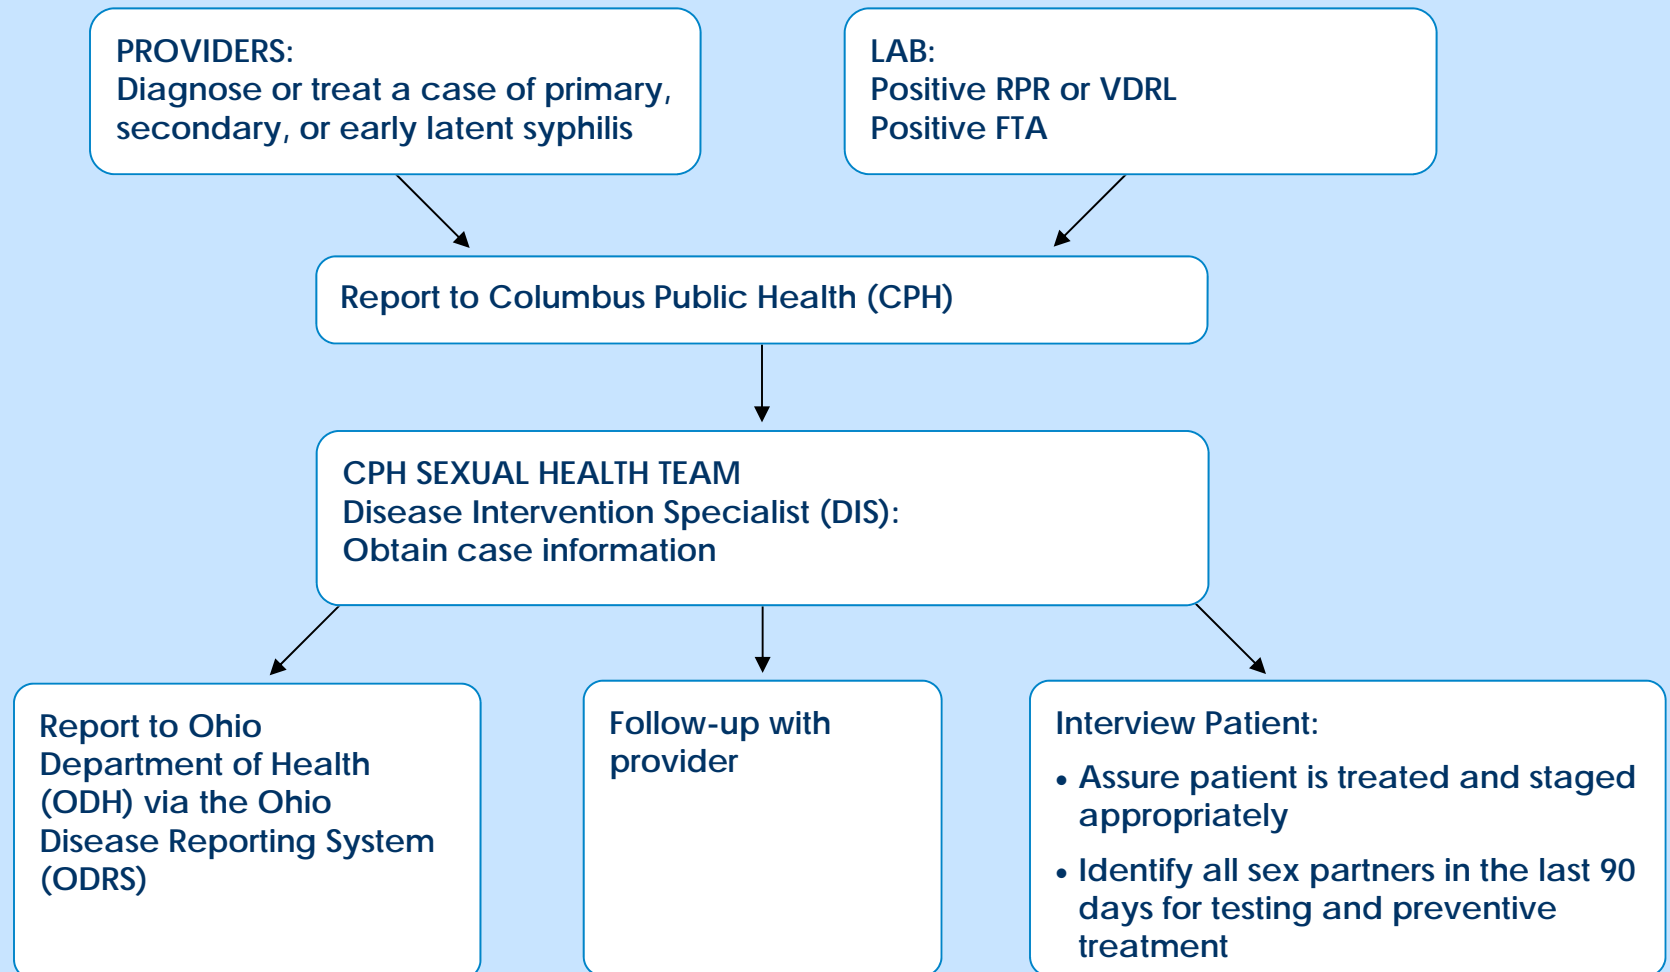 PROVIDERS:
Diagnose or treat a case of primary,
secondary, or early latent syphilis
LAB:
Positive RPR or VDRL
Positive FTA
Report to Columbus Public Health (CPH)
CPH SEXUAL HEALTH TEAM
Disease Intervention Specialist (DIS):
Obtain case information
Report to Ohio
Department of Health
(ODH) via the Ohio
Disease Reporting System
(ODRS)
Follow-up with
provider
Interview Patient:
• Assure patient is treated and staged
appropriately
• Identify all sex partners in the last 90
days for testing and preventive
treatment